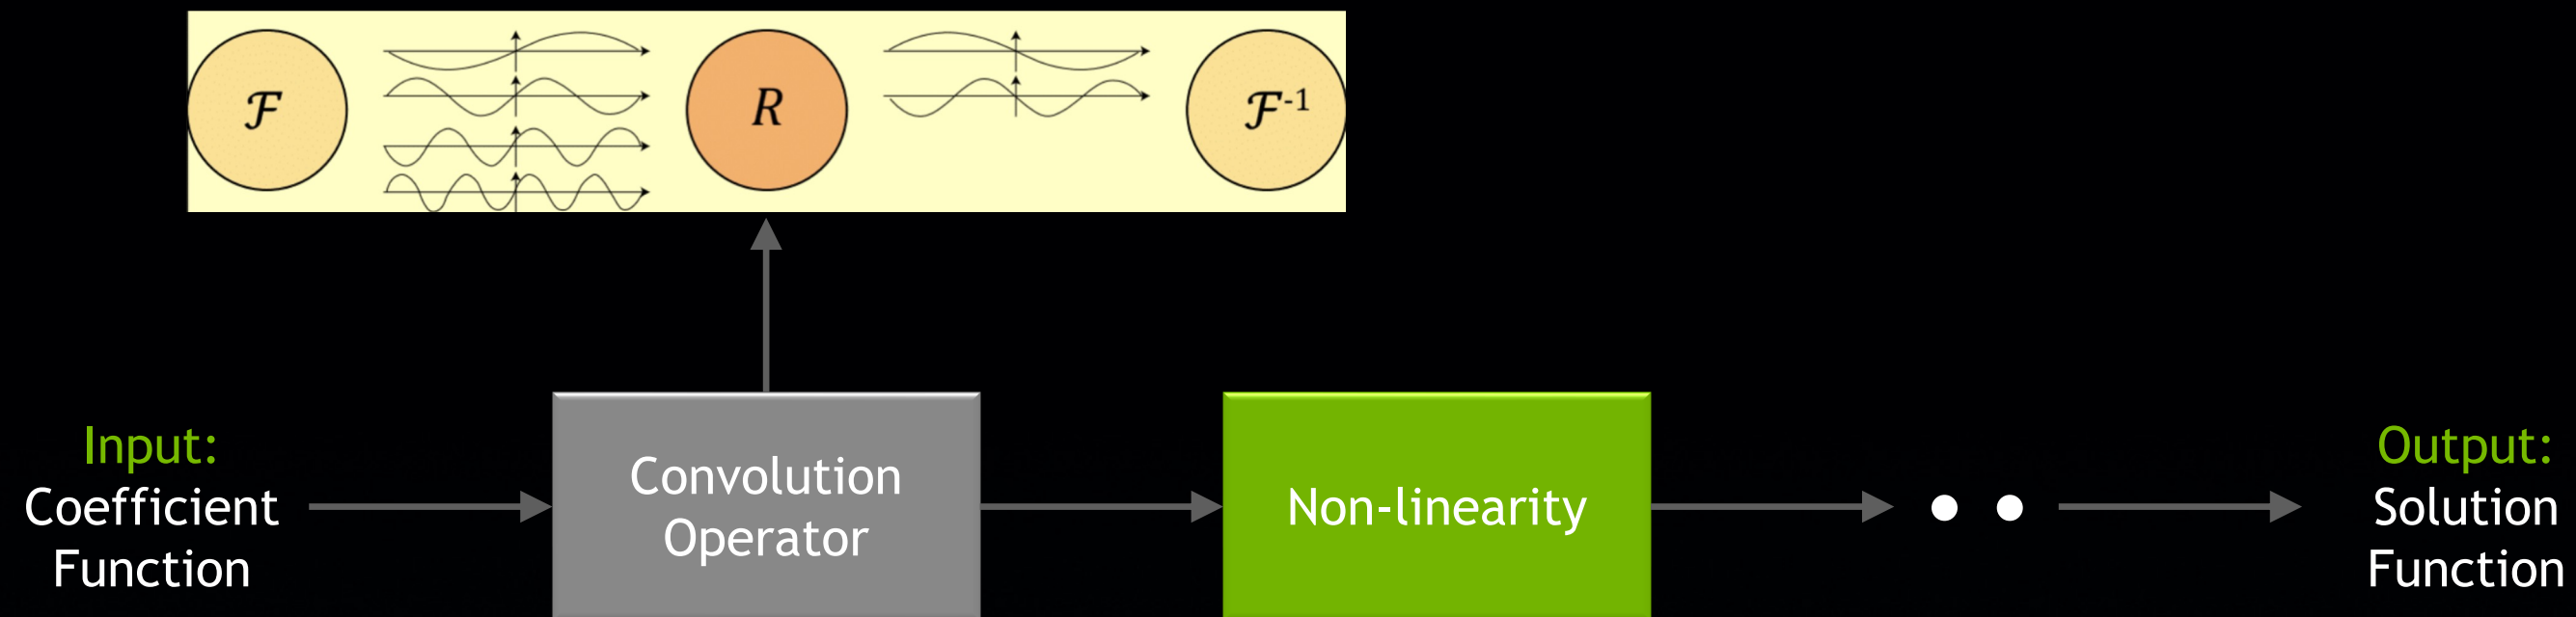 ℱ
R
ℱ⁻¹
Input:
Coefficient
Function
Convolution
Operator
Non-linearity
Output:
Solution
Function